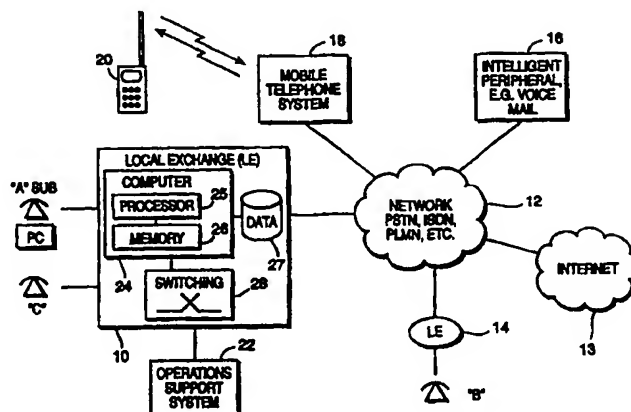 20
18
MOBILE
TELEPHONE
SYSTEM
16
INTELLIGENT
PERIPHERAL,
E.G. VOICE
MAIL
LOCAL EXCHANGE (LE)
COMPUTER
PROCESSOR
25
MEMORY
26
24
DATA
27
SWITCHING
28
"A" SUB
PC
"C"
10
22
OPERATIONS
SUPPORT
SYSTEM
NETWORK
PSTN, ISDN,
PLMN, ETC.
12
INTERNET
13
LE
14
"B"